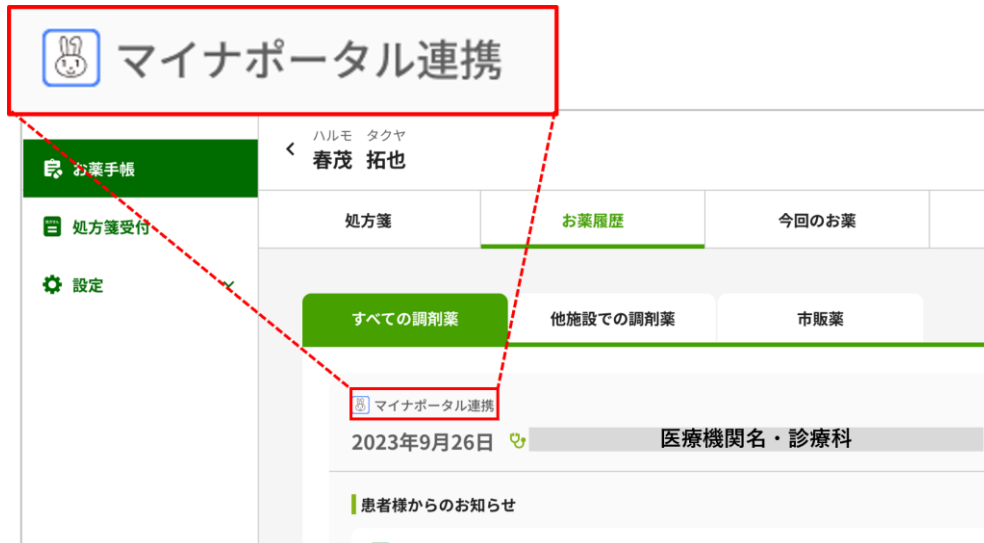 マイナポータル連携
ハルモ タクヤ
春茂 拓也
お薬手帳
処方箋受付
設定
処方箋
お薬履歴
今回のお薬
すべての調剤薬
他施設での調剤薬
市販薬
マイナポータル連携
2023年9月26日
医療機関名・診療科
患者様からのお知らせ